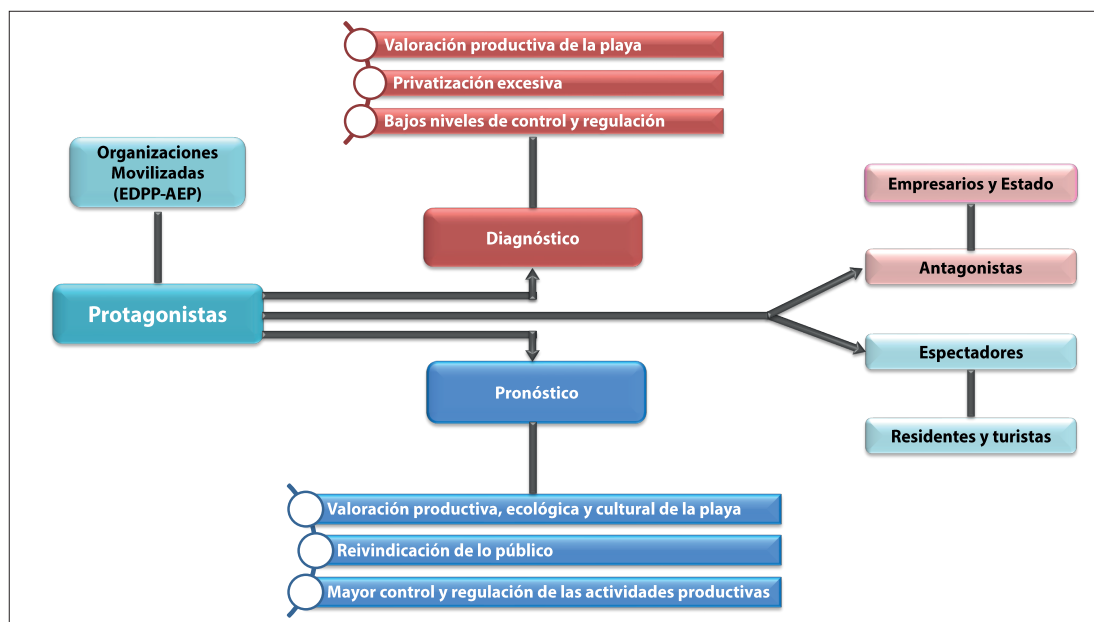 Valoración productiva de la playa
Privatización excesiva
Bajos niveles de control y regulación
Organizaciones
Movilizadas
(EDPP-AEP)
Diagnóstico
Protagonistas
Empresarios y Estado
Antagonistas
Espectadores
Residentes y turistas
Pronóstico
Valoración productiva, ecológica y cultural de la playa
Reivindicación de lo público
Mayor control y regulación de las actividades productivas